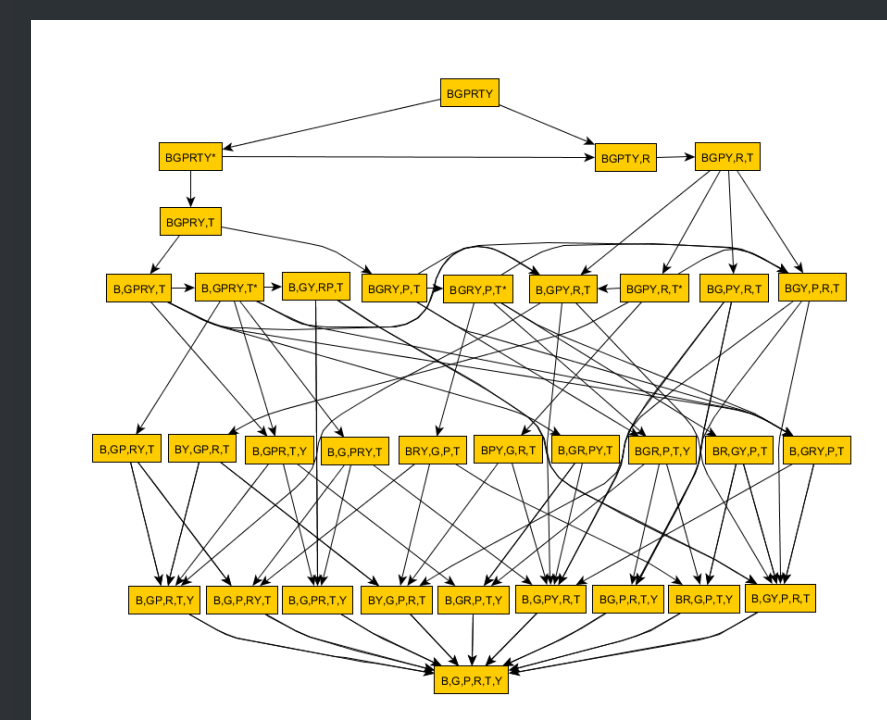 BGPRTY
BGPRTY*
BGPTY,R
BGPY,R,T
BGPRY,T
B,GPRY,T
B,GPRY,T*
B,GY,RP,T
BGRY,P,T
BGRY,P,T*
B,GPY,R,T
BGPY,R,T*
BG,PY,R,T
BGY,P,R,T
B,GP,RY,T
BY,GP,R,T
B,GPR,T,Y
B,G,PRY,T
BRY,G,P,T
BPY,G,R,T
B,GR,PY,T
BGR,P,T,Y
BR,GY,P,T
B,GRY,P,T
B,GP,R,T,Y
B,G,P,RY,T
B,G,PR,T,Y
BY,G,P,R,T
B,GR,P,T,Y
B,G,PY,R,T
BG,P,R,T,Y
BR,G,P,T,Y
B,GY,P,R,T
B,G,P,R,T,Y